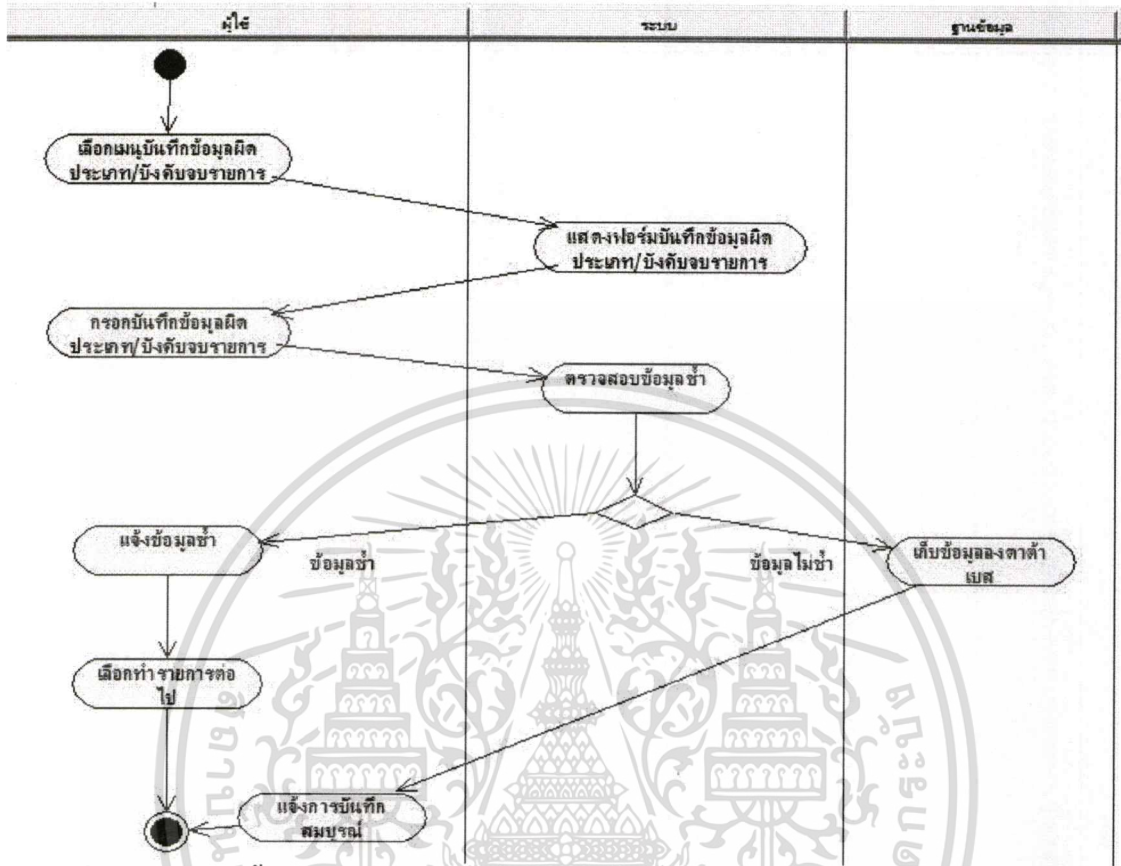 ผู้ใช้
ระบบ
ฐานข้อมูล
เลือกเมนูบันทึกข้อมูลผิด
ประเภท/บังคับจบรายการ
แสดงฟอร์มบันทึกข้อมูลผิด
ประเภท/บังคับจบรายการ
กรอกบันทึกข้อมูลผิด
ประเภท/บังคับจบรายการ
ตรวจสอบข้อมูลซ้ำ
แจ้งข้อมูลซ้ำ
ข้อมูลซ้ำ
ข้อมูลไม่ซ้ำ
เก็บข้อมูลลงดาต้า
เบส
เลือกทำรายการต่อ
ไป
แจ้งการบันทึก
สมบูรณ์